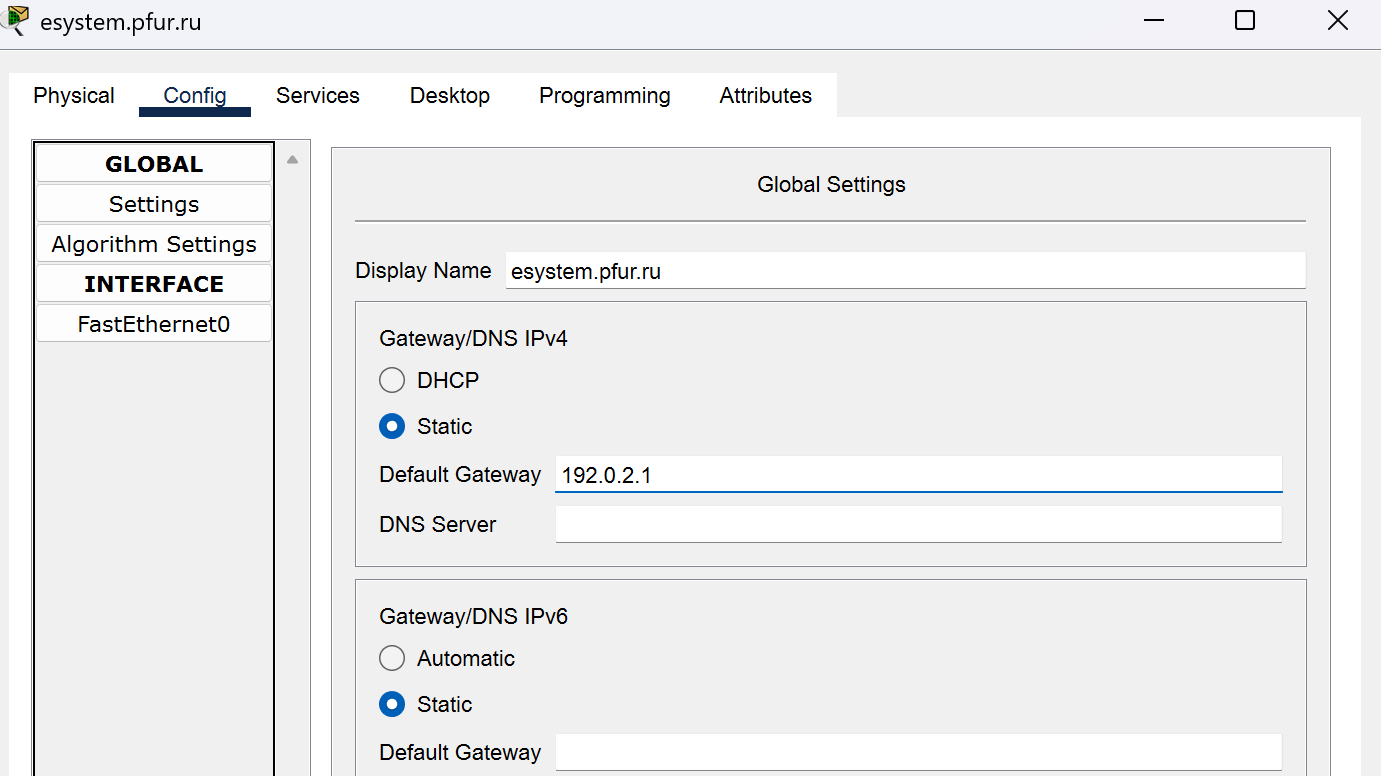 esystem.pfur.ru
Physical Config Services Desktop Programming Attributes
GLOBAL
Settings
Algorithm Settings
INTERFACE
FastEthernet0
Global Settings
Display Name esystem.pfur.ru
Gateway/DNS IPv4
DHCP
Static
Default Gateway 192.0.2.1
DNS Server
Gateway/DNS IPv6
Automatic
Static
Default Gateway